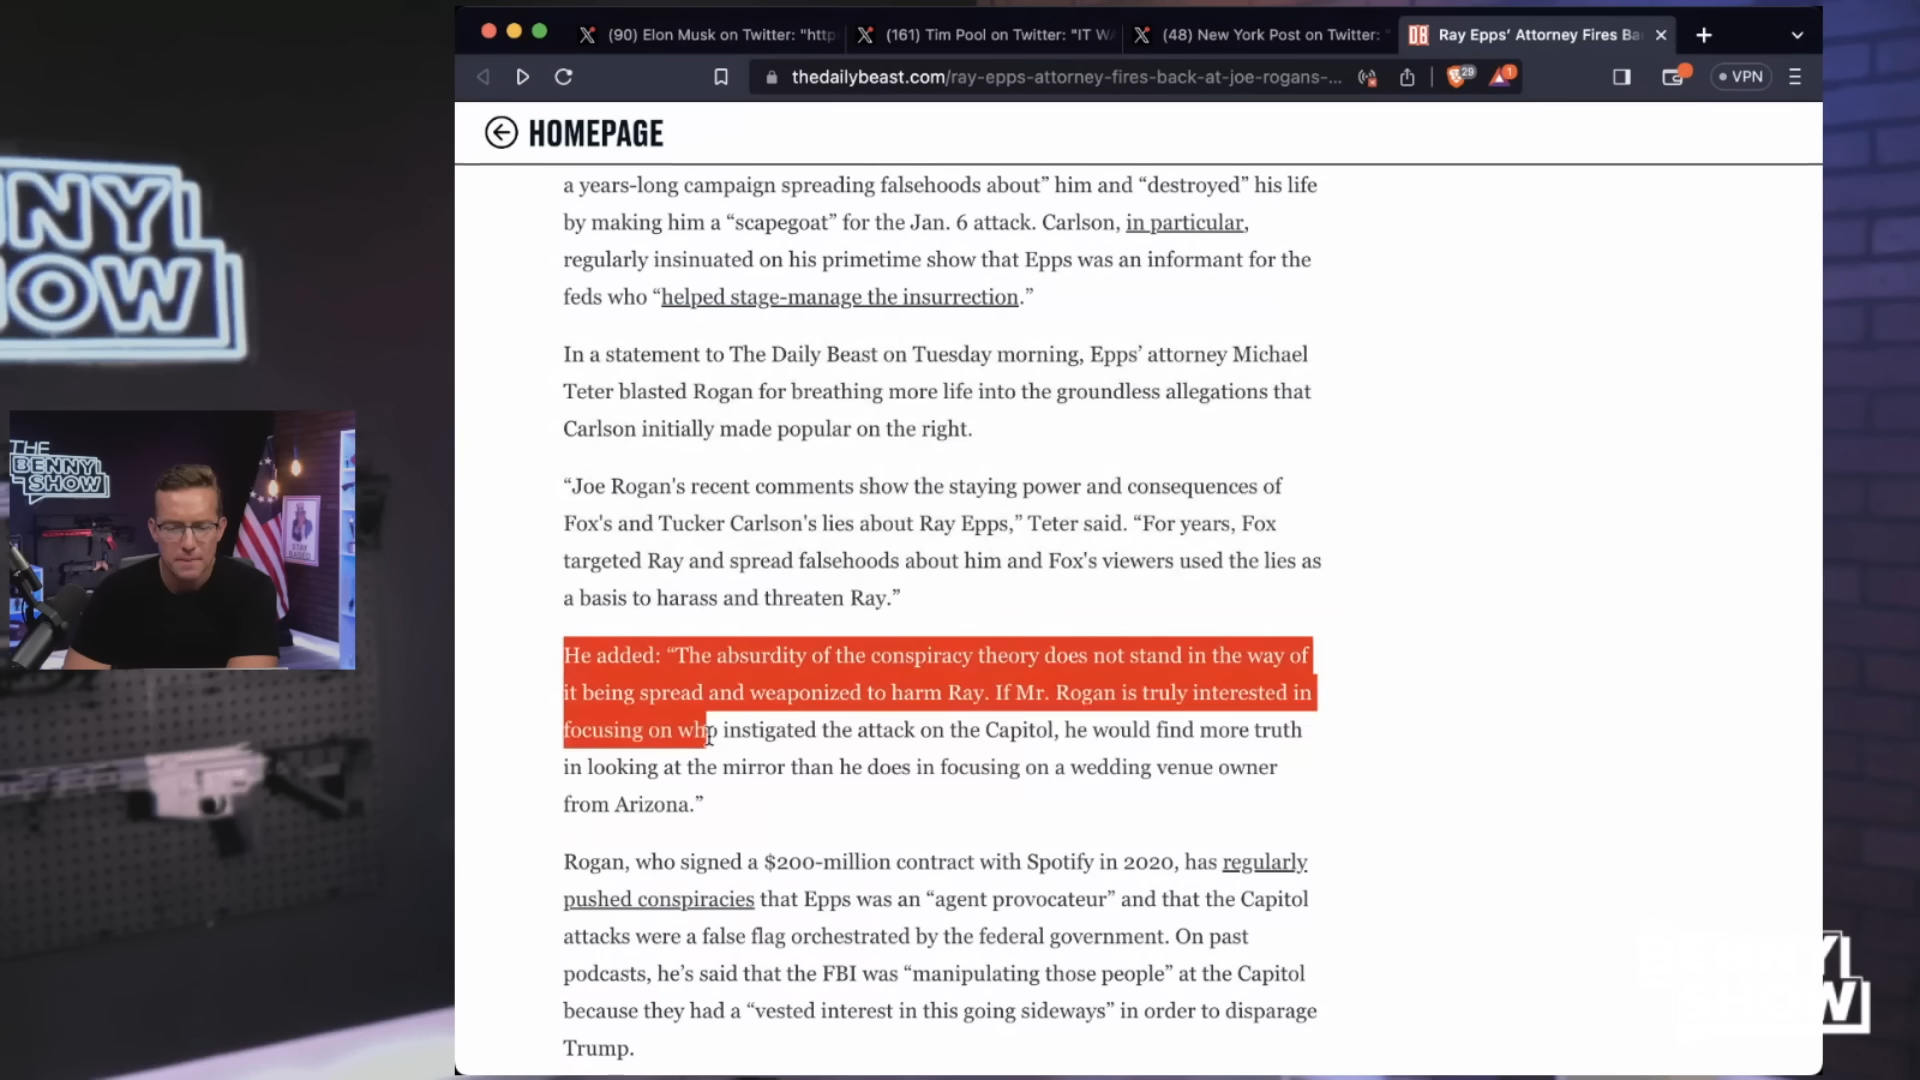 (90) Elon Musk on Twitter: "http
(161) Tim Pool on Twitter: "IT WA
(48) New York Post on Twitter: "
Ray Epps’ Attorney Fires Ba
thedailybeast.com/ray-epps-attorney-fires-back-at-joe-rogans-...
29
1
VPN
HOMEPAGE
a years-long campaign spreading falsehoods about” him and “destroyed” his life
by making him a “scapegoat” for the Jan. 6 attack. Carlson, in particular,
regularly insinuated on his primetime show that Epps was an informant for the
feds who “helped stage-manage the insurrection.”
In a statement to The Daily Beast on Tuesday morning, Epps’ attorney Michael
Teter blasted Rogan for breathing more life into the groundless allegations that
Carlson initially made popular on the right.
“Joe Rogan's recent comments show the staying power and consequences of
Fox's and Tucker Carlson's lies about Ray Epps,” Teter said. “For years, Fox
targeted Ray and spread falsehoods about him and Fox's viewers used the lies as
a basis to harass and threaten Ray.”
He added: “The absurdity of the conspiracy theory does not stand in the way of
it being spread and weaponized to harm Ray. If Mr. Rogan is truly interested in
focusing on who instigated the attack on the Capitol, he would find more truth
in looking at the mirror than he does in focusing on a wedding venue owner
from Arizona.”
Rogan, who signed a $200-million contract with Spotify in 2020, has regularly
pushed conspiracies that Epps was an “agent provocateur” and that the Capitol
attacks were a false flag orchestrated by the federal government. On past
podcasts, he’s said that the FBI was “manipulating those people” at the Capitol
because they had a “vested interest in this going sideways” in order to disparage
Trump.
NNY
HOW
THE
BENNY
SHOW
STAY
BASED
BENNY
SHOW